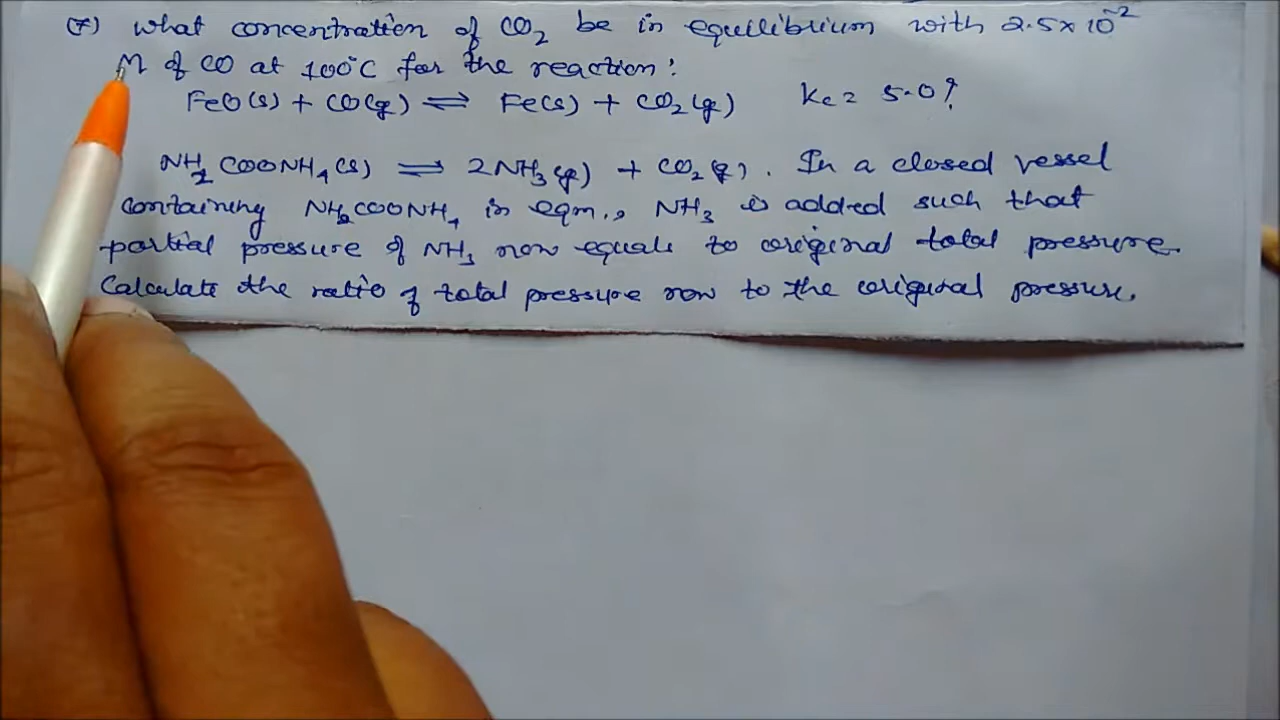 (7) What concentration of CO₂ be in equilibrium with 2.5×10⁻²
M of CO at 100°C for the reaction:
FeO(s) + CO(g) ⇌ Fe(s) + CO₂(g) Kc = 5.0?
NH₂COONH₄(s) ⇌ 2NH₃(g) + CO₂(g). In a closed vessel
containing NH₂COONH₄ in eqm., NH₃ is added such that
partial pressure of NH₃ now equals to original total pressure.
Calculate the ratio of total pressure now to the original pressure.